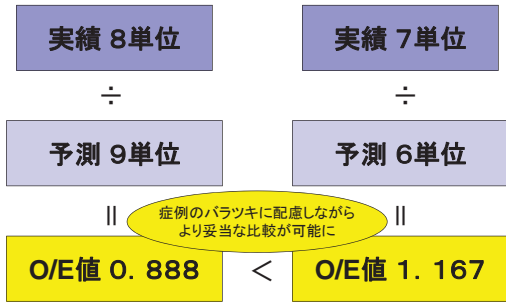 実績 8単位 実績 7単位
÷ ÷
予測 9単位 予測 6単位
症例のバラツキに配慮しながら
より妥当な比較が可能に
= =
O/E値 0. 888 < O/E値 1. 167